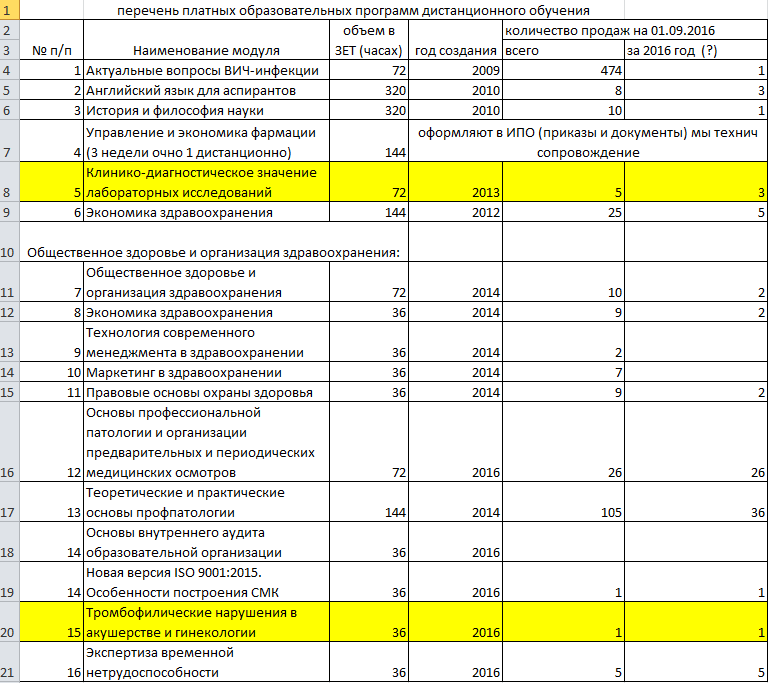 1 перечень платных образовательных программ дистанционного обучения
2 объем в количество продаж на 01.09.2016
3 № п/п Наименование модуля ЗЕТ (часах) год создания всего за 2016 год (?)
4 1 Актуальные вопросы ВИЧ-инфекции 72 2009 474 1
5 2 Английский язык для аспирантов 320 2010 8 3
6 3 История и философия науки 320 2010 10 1
Управление и экономика фармации оформляют в ИПО (приказы и документы) мы технич
7 4 (3 недели очно 1 дистанционно) 144 сопровождение
Клинико-диагностическое значение
8 5 лабораторных исследований 72 2013 5 3
9 6 Экономика здравоохранения 144 2012 25 5
10 Общественное здоровье и организация здравоохранения:
Общественное здоровье и
11 7 организация здравоохранения 72 2014 10 2
12 8 Экономика здравоохранения 36 2014 9 2
Технология современного
13 9 менеджмента в здравоохранении 36 2014 2
14 10 Маркетинг в здравоохранении 36 2014 7
15 11 Правовые основы охраны здоровья 36 2014 9 2
Основы профессиональной
патологии и организации
предварительных и периодических
16 12 медицинских осмотров 72 2016 26 26
Теоретические и практические
17 13 основы профпатологии 144 2014 105 36
Основы внутреннего аудита
18 14 образовательной организации 36 2016
Новая версия ISO 9001:2015.
19 14 Особенности построения СМК 36 2016 1 1
Тромбофилические нарушения в
20 15 акушерстве и гинекологии 36 2016 1 1
Экспертиза временной
21 16 нетрудоспособности 36 2016 5 5